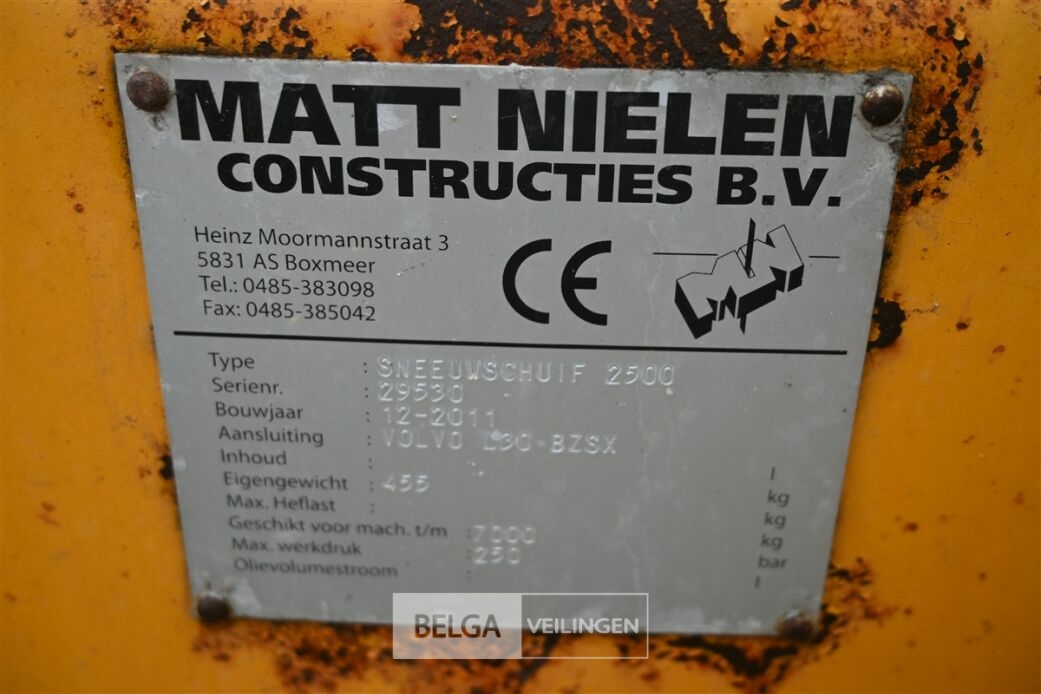 MATT NIELEN
CONSTRUCTIES B.V.
Heinz Moormannstraat 3
5831 AS Boxmeer
Tel.: 0485-383098
Fax: 0485-385042
CE
Type : SNEEUWSCHUIF 2500
Serienr. : 29530
Bouwjaar : 12-2011
Aansluiting : VOLVO L30-BZSX
Inhoud : l
Eigengewicht : 455 kg
Max. Heflast : kg
Geschikt voor mach. t/m : 7000 kg
Max. werkdruk : 250 bar
Olievolumestroom : l
BELGA VEILINGEN